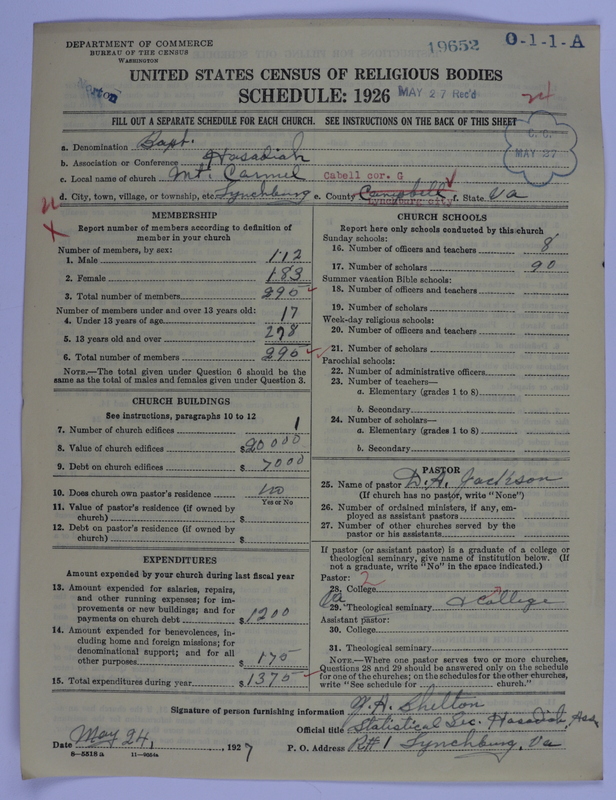 DEPARTMENT OF COMMERCE
BUREAU OF THE CENSUS
WASHINGTON
19652
0-1-1-A
UNITED STATES CENSUS OF RELIGIOUS BODIES
SCHEDULE: 1926
MAY 27 Rec'd
FILL OUT A SEPARATE SCHEDULE FOR EACH CHURCH. SEE INSTRUCTIONS ON THE BACK OF THIS SHEET
C. C.
MAY 27
a. Denomination Bapt.
b. Association or Conference Hasadiah
c. Local name of church Mt. Carmel Cabell cor. G
d. City, town, village, or township, etc. Lynchburg e. County Campbell f. State Va
Lynchburg city
MEMBERSHIP
Report number of members according to definition of member in your church
Number of members, by sex:
1. Male 112
2. Female 183
3. Total number of members 295
Number of members under and over 13 years old:
4. Under 13 years of age 17
5. 13 years old and over 278
6. Total number of members 295
NOTE.—The total given under Question 6 should be the same as the total of males and females given under Question 3.
CHURCH BUILDINGS
See instructions, paragraphs 10 to 12
7. Number of church edifices 1
8. Value of church edifices $20000
9. Debt on church edifices $7000
10. Does church own pastor's residence no
Yes or No
11. Value of pastor's residence (if owned by church) $
12. Debt on pastor's residence (if owned by church) $
EXPENDITURES
Amount expended by your church during last fiscal year
13. Amount expended for salaries, repairs, and other running expenses; for improvements or new buildings; and for payments on church debt $1200
14. Amount expended for benevolences, including home and foreign missions; for denominational support; and for all other purposes 175
15. Total expenditures during year $1375
CHURCH SCHOOLS
Report here only schools conducted by this church
Sunday schools:
16. Number of officers and teachers 8
17. Number of scholars 90
Summer vacation Bible schools:
18. Number of officers and teachers
19. Number of scholars
Week-day religious schools:
20. Number of officers and teachers
21. Number of scholars
Parochial schools:
22. Number of administrative officers
23. Number of teachers—
a. Elementary (grades 1 to 8)
b. Secondary
24. Number of scholars—
a. Elementary (grades 1 to 8)
b. Secondary
PASTOR
25. Name of pastor D. A. Jackson
(If church has no pastor, write "None")
26. Number of ordained ministers, if any, employed as assistant pastors
27. Number of other churches served by the pastor or his assistants
If pastor (or assistant pastor) is a graduate of a college or theological seminary, give name of institution below. (If not a graduate, write "No" in the space indicated.)
Pastor: 2
28. College
Va
29. Theological seminary & College
Assistant pastor:
30. College
31. Theological seminary
NOTE.—Where one pastor serves two or more churches, Questions 28 and 29 should be answered only on the schedule for one of the churches; on the schedules for the other churches, write "See schedule for church."
Signature of person furnishing information W. A. Shelton
Official title Statistical Sec. Hasadiah, Assn
Date May 24, 1927 P. O. Address R#1 Lynchburg, Va
8—5516 a